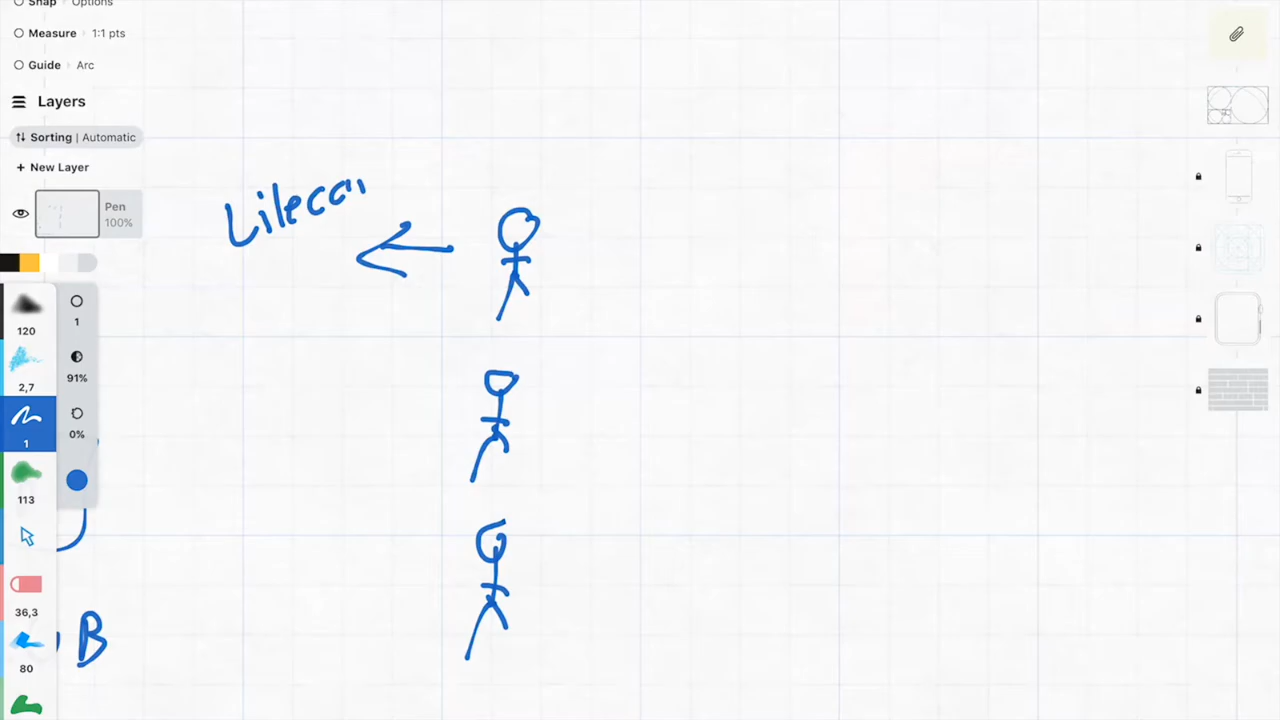 Snap Options
Measure 1:1 pts
Guide Arc
Layers
Sorting | Automatic
+ New Layer
Pen
100%
120
1
2,7
91%
1
0%
113
36,3
80
B